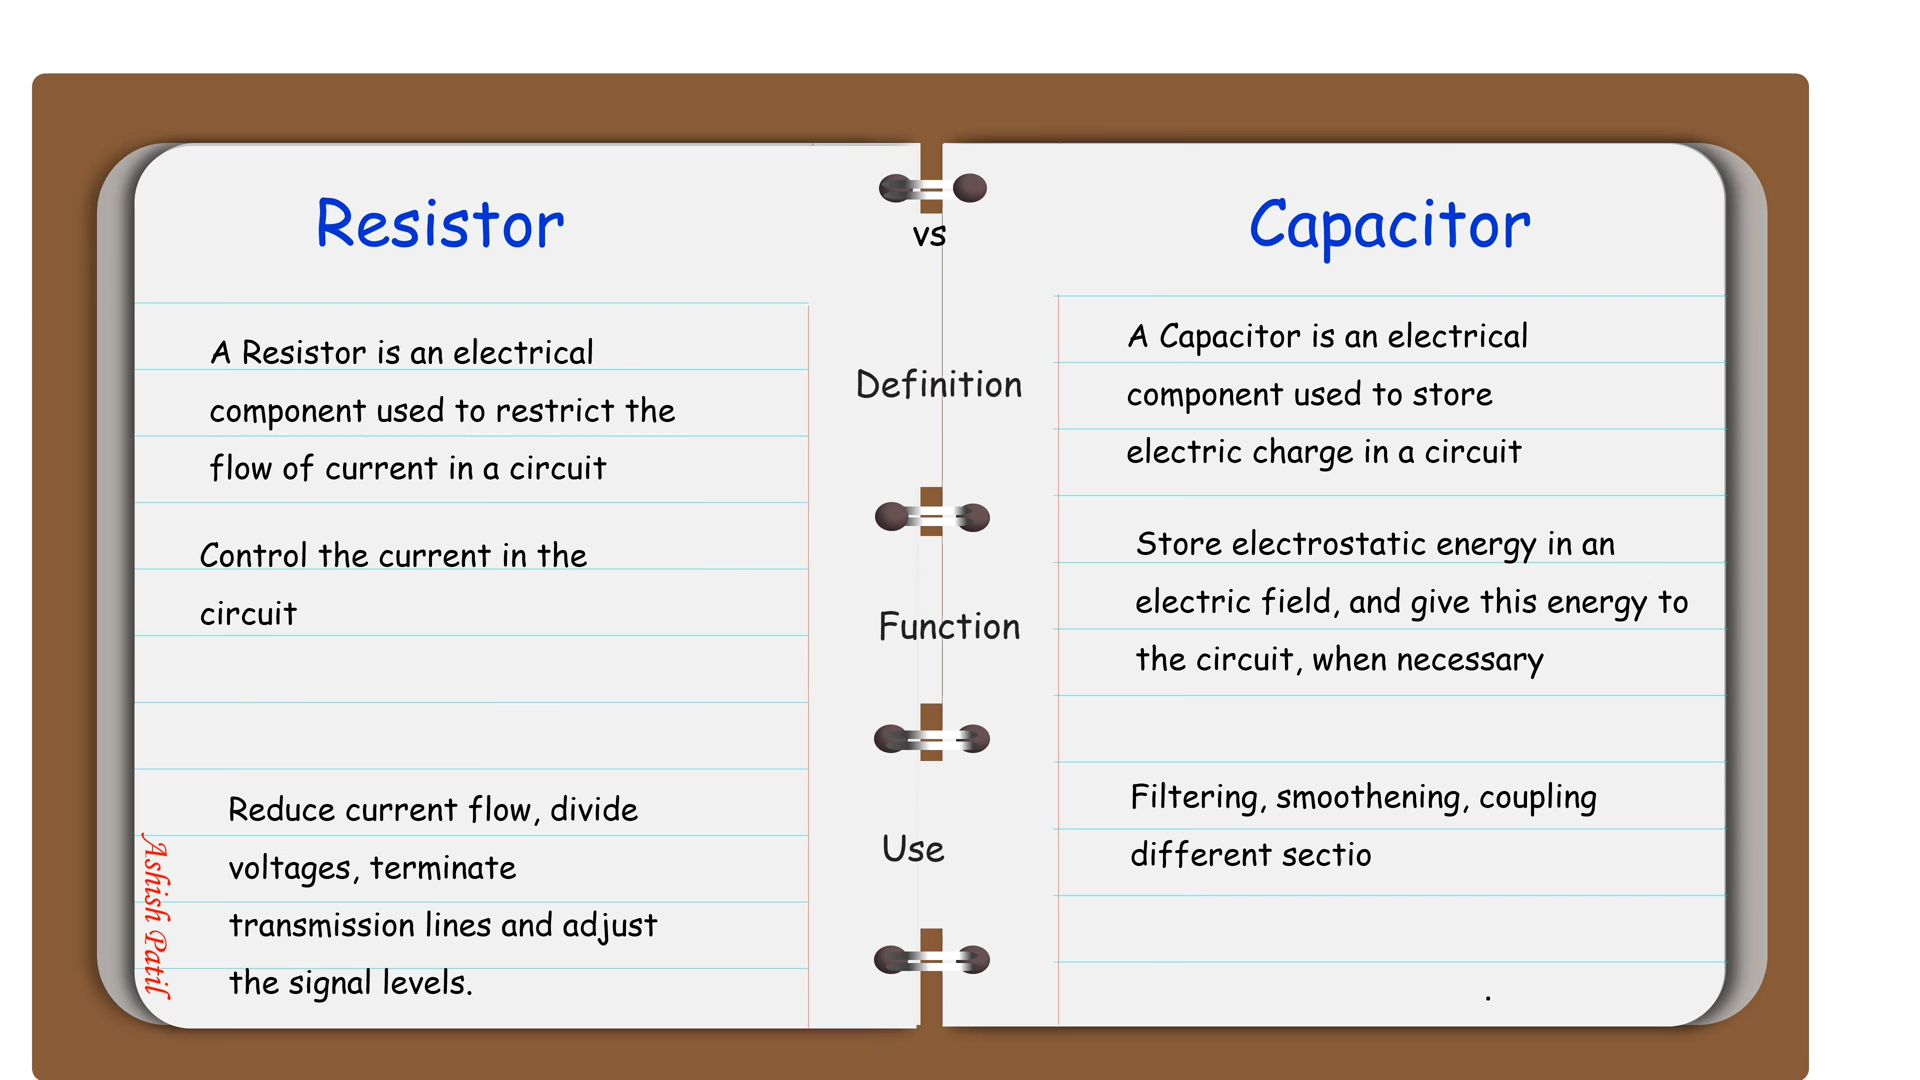 Resistor
vs
Capacitor
A Resistor is an electrical
component used to restrict the
flow of current in a circuit
Definition
A Capacitor is an electrical
component used to store
electric charge in a circuit
Control the current in the
circuit
Function
Store electrostatic energy in an
electric field, and give this energy to
the circuit, when necessary
Reduce current flow, divide
voltages, terminate
transmission lines and adjust
the signal levels.
Use
Filtering, smoothening, coupling
different sectio
.
Ashish Patil